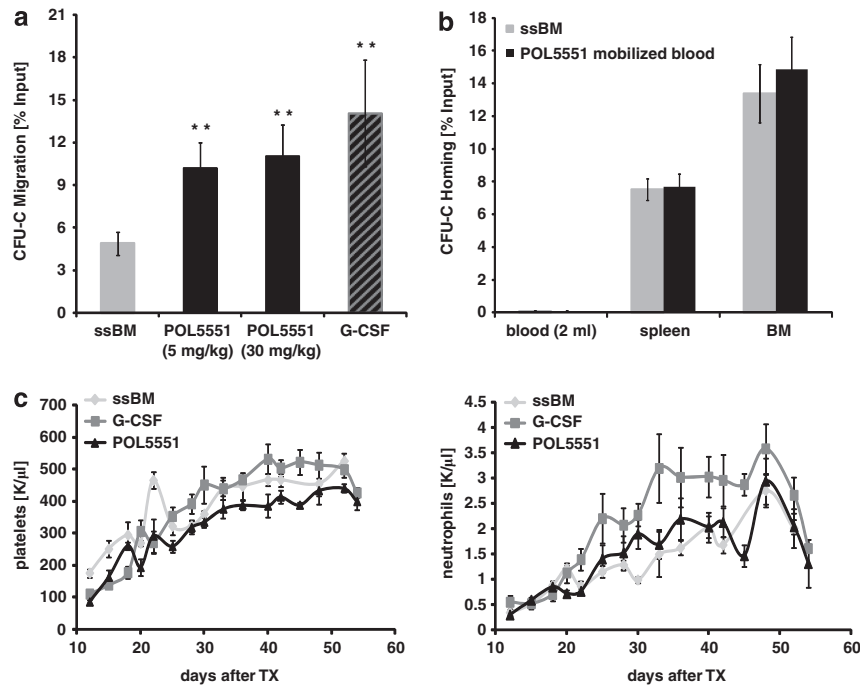 a
CFU-C Migration [% Input]
21
18
15
12
9
6
3
0
**
**
**
ssBM
POL5551
(5 mg/kg)
POL5551
(30 mg/kg)
G-CSF
b
CFU-C Homing [% Input]
18
16
14
12
10
8
6
4
2
0
ssBM
POL5551 mobilized blood
blood (2 ml)
spleen
BM
c
platelets [K/µl]
700
600
500
400
300
200
100
0
ssBM
G-CSF
POL5551
10
20
30
40
50
60
days after TX
neutrophils [K/µl]
4.5
4
3.5
3
2.5
2
1.5
1
0.5
0
ssBM
G-CSF
POL5551
10
20
30
40
50
60
days after TX